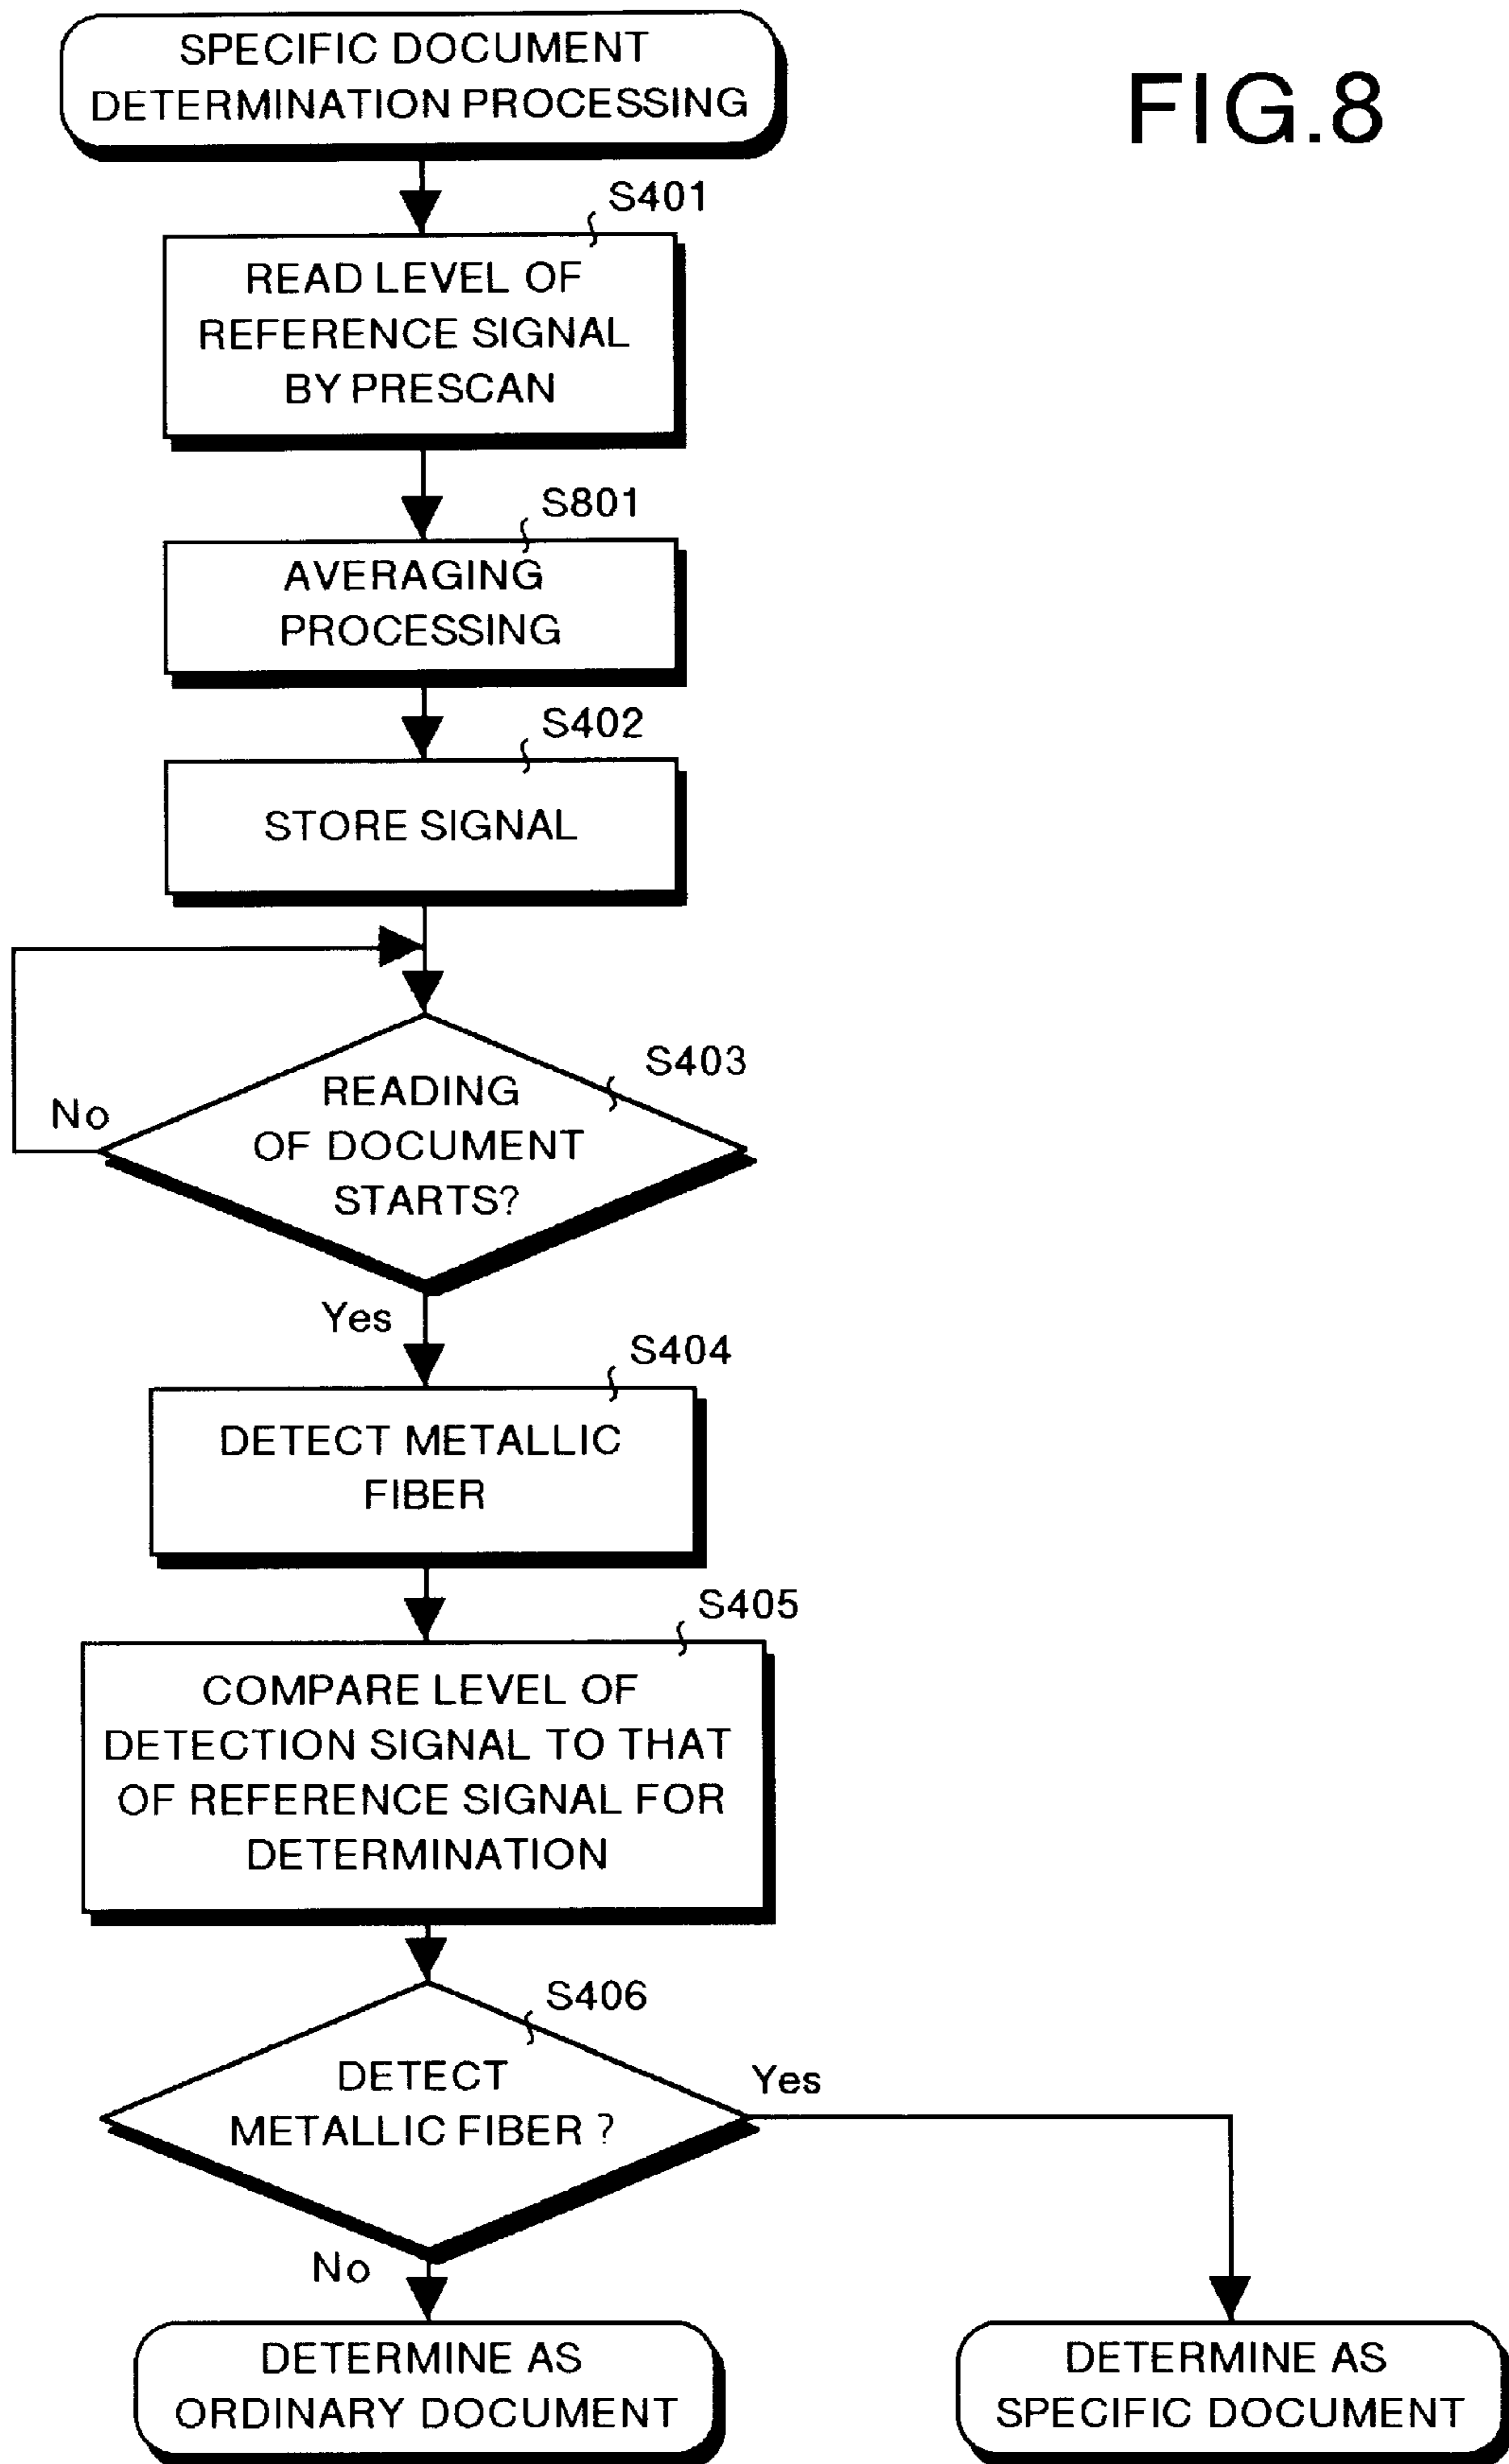 SPECIFIC DOCUMENT
DETERMINATION PROCESSING
FIG.8
S401
READ LEVEL OF
REFERENCE SIGNAL
BY PRESCAN
S801
AVERAGING
PROCESSING
S402
STORE SIGNAL
S403
READING
OF DOCUMENT
STARTS?
No
Yes
S404
DETECT METALLIC
FIBER
S405
COMPARE LEVEL OF
DETECTION SIGNAL TO THAT
OF REFERENCE SIGNAL FOR
DETERMINATION
S406
DETECT
METALLIC FIBER ?
Yes
No
DETERMINE AS
ORDINARY DOCUMENT
DETERMINE AS
SPECIFIC DOCUMENT